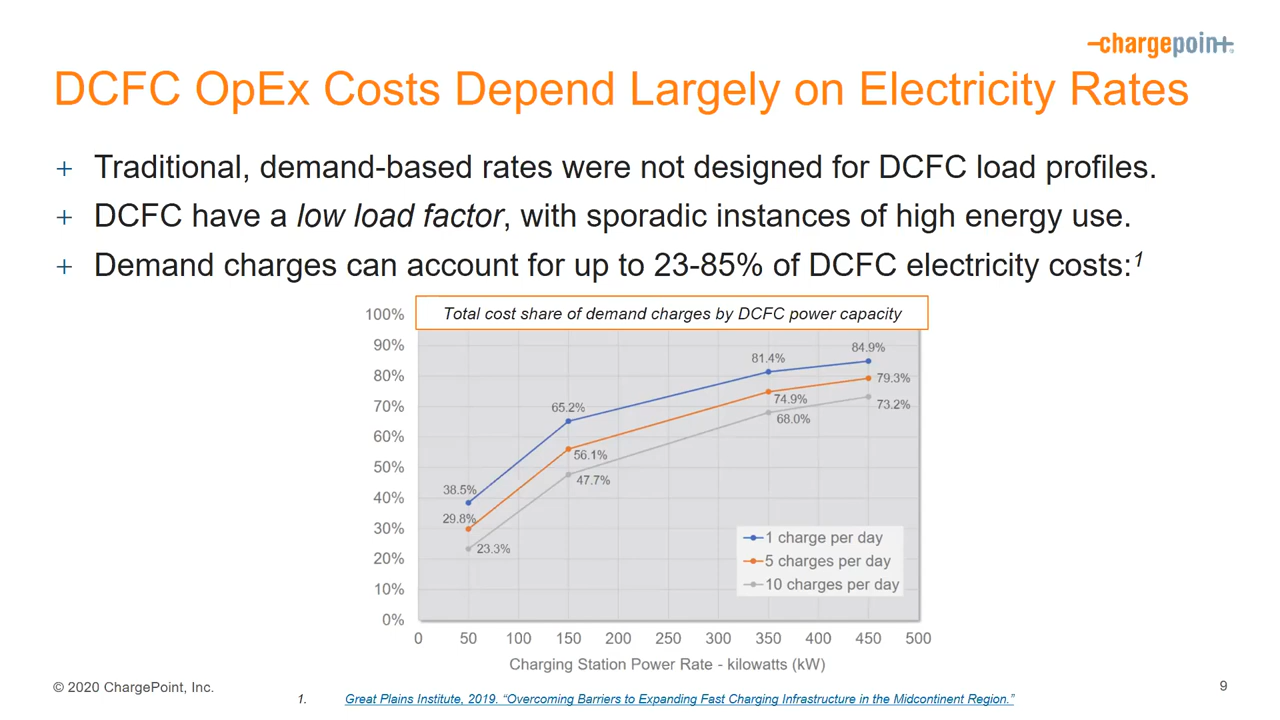 chargepoint
DCFC OpEx Costs Depend Largely on Electricity Rates
+ Traditional, demand-based rates were not designed for DCFC load profiles.
+ DCFC have a low load factor, with sporadic instances of high energy use.
+ Demand charges can account for up to 23-85% of DCFC electricity costs:1
Total cost share of demand charges by DCFC power capacity
100%
90%
80%
70%
60%
50%
40%
30%
20%
10%
0%
38.5%
65.2%
81.4%
84.9%
29.8%
56.1%
74.9%
79.3%
23.3%
47.7%
68.0%
73.2%
1 charge per day
5 charges per day
10 charges per day
0 50 100 150 200 250 300 350 400 450 500
Charging Station Power Rate - kilowatts (kW)
© 2020 ChargePoint, Inc.
1. Great Plains Institute, 2019. “Overcoming Barriers to Expanding Fast Charging Infrastructure in the Midcontinent Region.”
9